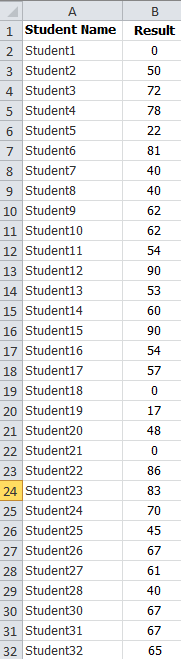 A B
1 Student Name Result
2 Student1 0
3 Student2 50
4 Student3 72
5 Student4 78
6 Student5 22
7 Student6 81
8 Student7 40
9 Student8 40
10 Student9 62
11 Student10 62
12 Student11 54
13 Student12 90
14 Student13 53
15 Student14 60
16 Student15 90
17 Student16 54
18 Student17 57
19 Student18 0
20 Student19 17
21 Student20 48
22 Student21 0
23 Student22 86
24 Student23 83
25 Student24 70
26 Student25 45
27 Student26 67
28 Student27 61
29 Student28 40
30 Student30 67
31 Student31 67
32 Student32 65